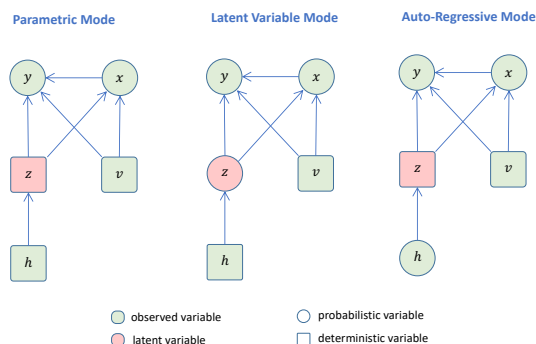 Parametric Mode
Latent Variable Mode
Auto-Regressive Mode
y x y x y x
z v z v z v
h h h
observed variable
probabilistic variable
latent variable
deterministic variable